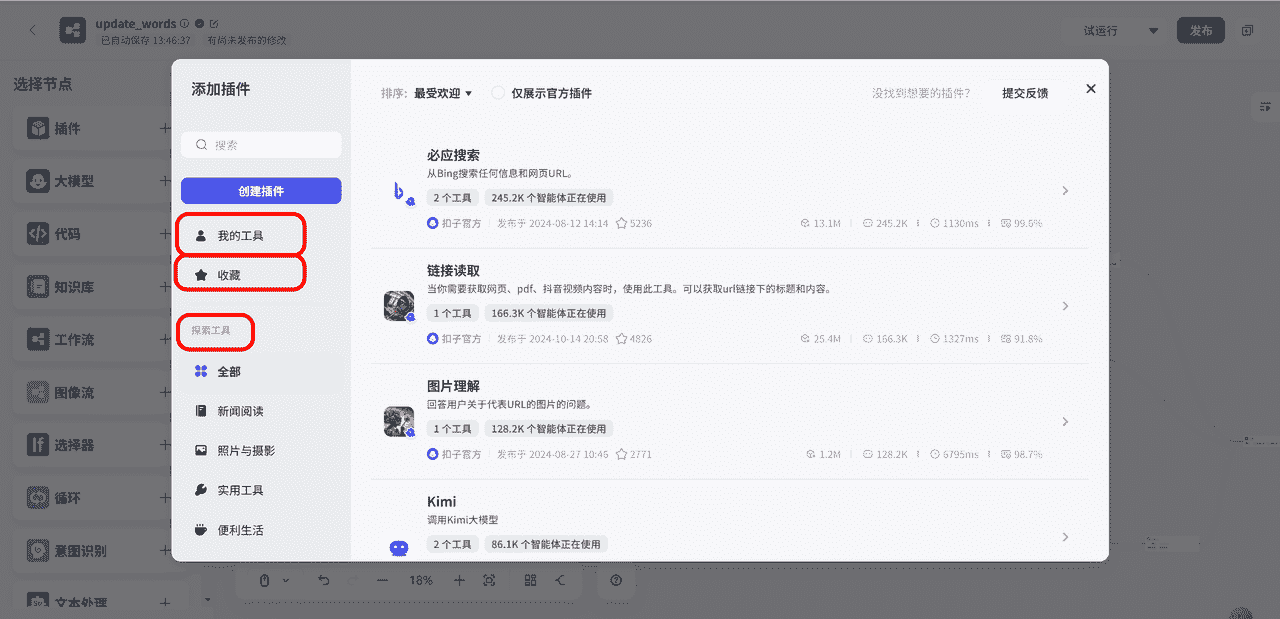 update_words
已自动保存 13:46:37 有尚未发布的修改
试运行
发布
选择节点
插件
大模型
代码
知识库
工作流
图像流
选择器
循环
意图识别
文本处理
18%
添加插件
搜索
创建插件
我的工具
收藏
探索工具
全部
新闻阅读
照片与摄影
实用工具
便利生活
排序: 最受欢迎 仅展示官方插件 没找到想要的插件? 提交反馈
必应搜索
从Bing搜索任何信息和网页URL。
2 个工具 245.2K 个智能体正在使用
扣子官方 发布于 2024-08-12 14:14 5236 13.1M 245.2K 1130ms 99.5%
链接读取
当你需要获取网页、pdf、抖音视频内容时，使用此工具。可以获取url链接下的标题和内容。
1 个工具 166.3K 个智能体正在使用
扣子官方 发布于 2024-10-14 20:58 4826 25.4M 166.3K 1327ms 91.8%
图片理解
回答用户关于代表URL的图片的问题。
1 个工具 128.2K 个智能体正在使用
扣子官方 发布于 2024-08-27 10:46 2771 1.2M 128.2K 6795ms 98.7%
Kimi
调用Kimi大模型
2 个工具 86.1K 个智能体正在使用